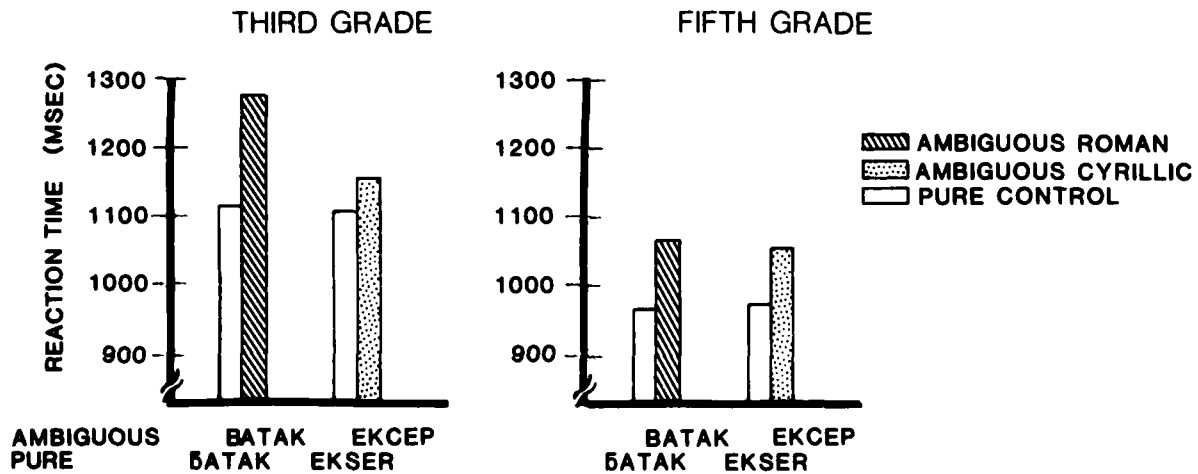 THIRD GRADE
FIFTH GRADE
REACTION TIME (MSEC)
1300
1200
1100
1000
900
1300
1200
1100
1000
900
AMBIGUOUS ROMAN
AMBIGUOUS CYRILLIC
PURE CONTROL
AMBIGUOUS BATAK EKCEP BATAK EKCEP
PURE БATAK EKSER БATAK EKSER